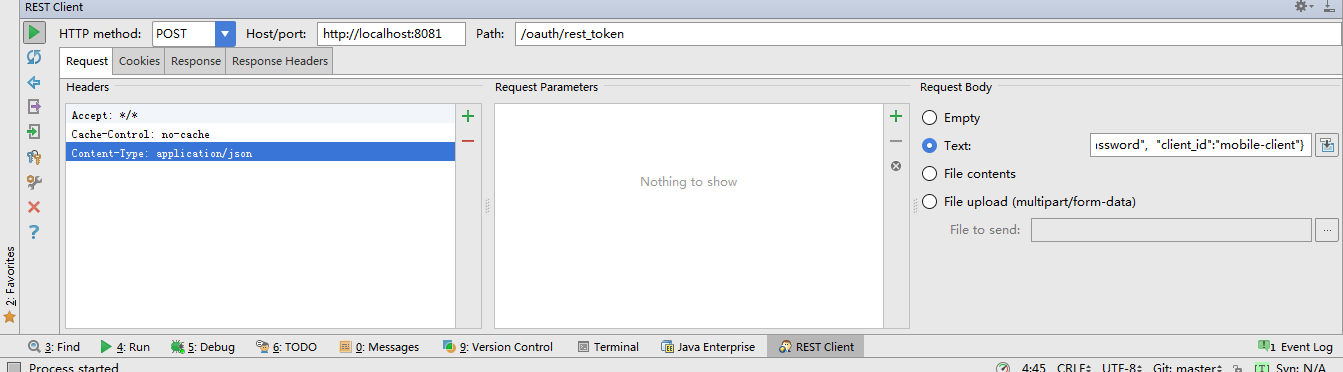 REST Client
HTTP method: POST Host/port: http://localhost:8081 Path: /oauth/rest_token
Request Cookies Response Response Headers
Headers Request Parameters Request Body
Accept: */*
Cache-Control: no-cache
Content-Type: application/json
Nothing to show
Empty
Text: ssword", "client_id":"mobile-client"}
File contents
File upload (multipart/form-data)
File to send: ...
2: Favorites
3: Find 4: Run 5: Debug 6: TODO 0: Messages 9: Version Control Terminal Java Enterprise REST Client 1 Event Log
Process started 4:45 CRLF UTF-8 Git: master [T] Syn: N/A